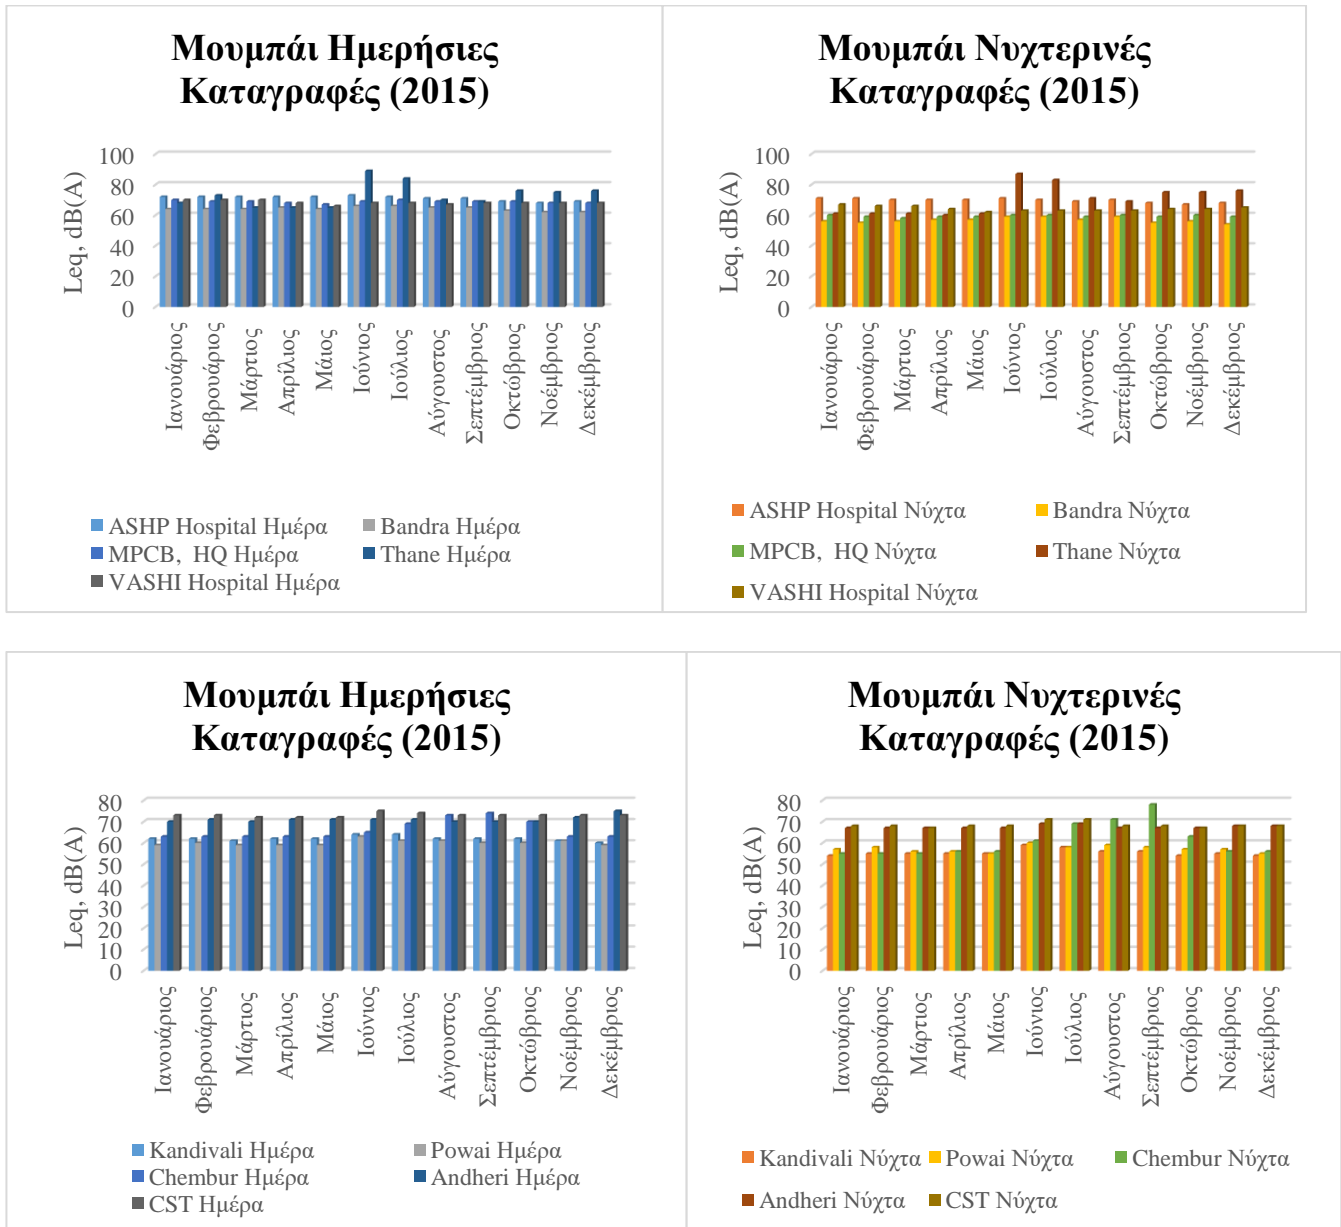 Μουμπάι Ημερήσιες
Καταγραφές (2015)
Leq, dB(A)
100
80
60
40
20
0
Ιανουάριος
Φεβρουάριος
Μάρτιος
Απρίλιος
Μάιος
Ιούνιος
Ιούλιος
Αύγουστος
Σεπτέμβριος
Οκτώβριος
Νοέμβριος
Δεκέμβριος
ASHP Hospital Ημέρα
Bandra Ημέρα
MPCB, HQ Ημέρα
Thane Ημέρα
VASHI Hospital Ημέρα
Μουμπάι Νυχτερινές
Καταγραφές (2015)
Leq, dB(A)
100
80
60
40
20
0
Ιανουάριος
Φεβρουάριος
Μάρτιος
Απρίλιος
Μάιος
Ιούνιος
Ιούλιος
Αύγουστος
Σεπτέμβριος
Οκτώβριος
Νοέμβριος
Δεκέμβριος
ASHP Hospital Νύχτα
Bandra Νύχτα
MPCB, HQ Νύχτα
Thane Νύχτα
VASHI Hospital Νύχτα
Μουμπάι Ημερήσιες
Καταγραφές (2015)
Leq, dB(A)
80
70
60
50
40
30
20
10
0
Ιανουάριος
Φεβρουάριος
Μάρτιος
Απρίλιος
Μάιος
Ιούνιος
Ιούλιος
Αύγουστος
Σεπτέμβριος
Οκτώβριος
Νοέμβριος
Δεκέμβριος
Kandivali Ημέρα
Powai Ημέρα
Chembur Ημέρα
Andheri Ημέρα
CST Ημέρα
Μουμπάι Νυχτερινές
Καταγραφές (2015)
Leq, dB(A)
80
70
60
50
40
30
20
10
0
Ιανουάριος
Φεβρουάριος
Μάρτιος
Απρίλιος
Μάιος
Ιούνιος
Ιούλιος
Αύγουστος
Σεπτέμβριος
Οκτώβριος
Νοέμβριος
Δεκέμβριος
Kandivali Νύχτα
Powai Νύχτα
Chembur Νύχτα
Andheri Νύχτα
CST Νύχτα